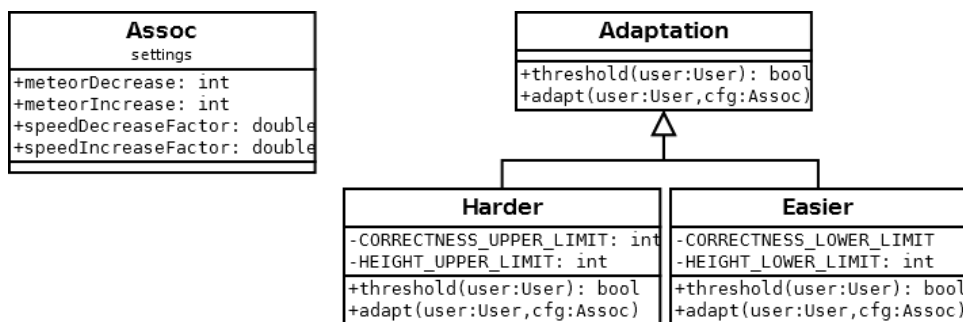 Assoc
settings
+meteorDecrease: int
+meteorIncrease: int
+speedDecreaseFactor: double
+speedIncreaseFactor: double
Adaptation
+threshold(user:User): bool
+adapt(user:User,cfg:Assoc)
Harder
-CORRECTNESS_UPPER_LIMIT: int
-HEIGHT_UPPER_LIMIT: int
+threshold(user:User): bool
+adapt(user:User,cfg:Assoc)
Easier
-CORRECTNESS_LOWER_LIMIT
-HEIGHT_LOWER_LIMIT: int
+threshold(user:User): bool
+adapt(user:User,cfg:Assoc)